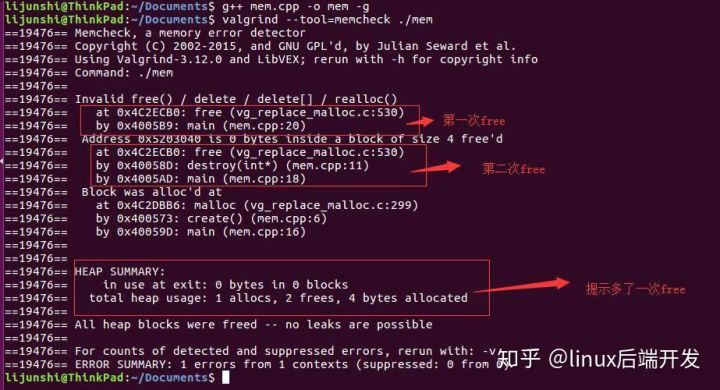 lijunshi@ThinkPad:~/Documents$ g++ mem.cpp -o mem -g
lijunshi@ThinkPad:~/Documents$ valgrind --tool=memcheck ./mem
==19476== Memcheck, a memory error detector
==19476== Copyright (C) 2002-2015, and GNU GPL'd, by Julian Seward et al.
==19476== Using Valgrind-3.12.0 and LibVEX; rerun with -h for copyright info
==19476== Command: ./mem
==19476==
==19476== Invalid free() / delete / delete[] / realloc()
==19476==    at 0x4C2ECB0: free (vg_replace_malloc.c:530)
第一次free
==19476==    by 0x4005B9: main (mem.cpp:20)
==19476==  Address 0x5203040 is 0 bytes inside a block of size 4 free'd
==19476==    at 0x4C2ECB0: free (vg_replace_malloc.c:530)
==19476==    by 0x40058D: destroy(int*) (mem.cpp:11)
第二次free
==19476==    by 0x4005AD: main (mem.cpp:18)
==19476==  Block was alloc'd at
==19476==    at 0x4C2DBB6: malloc (vg_replace_malloc.c:299)
==19476==    by 0x400573: create() (mem.cpp:6)
==19476==    by 0x40059D: main (mem.cpp:16)
==19476==
==19476==
==19476== HEAP SUMMARY:
==19476==     in use at exit: 0 bytes in 0 blocks
提示多了一次free
==19476==   total heap usage: 1 allocs, 2 frees, 4 bytes allocated
==19476==
==19476== All heap blocks were freed -- no leaks are possible
==19476==
==19476== For counts of detected and suppressed errors, rerun with: -v
==19476== ERROR SUMMARY: 1 errors from 1 contexts (suppressed: 0 from 0)
知乎 @linux后端开发
lijunshi@ThinkPad:~/Documents$